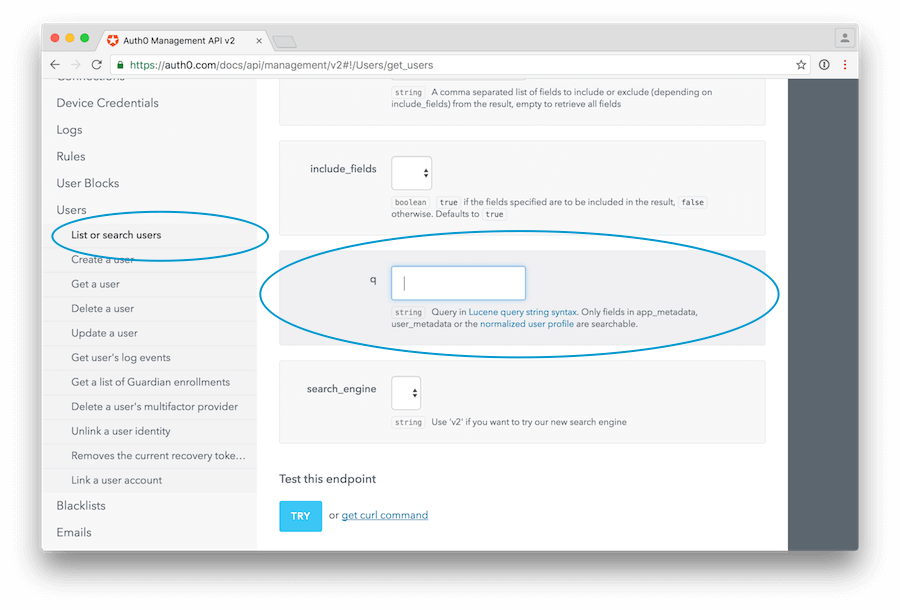 Auth0 Management API v2
https://auth0.com/docs/api/management/v2#!/Users/get_users
Connections
Device Credentials
Logs
Rules
User Blocks
Users
List or search users
Create a user
Get a user
Delete a user
Update a user
Get user's log events
Get a list of Guardian enrollments
Delete a user's multifactor provider
Unlink a user identity
Removes the current recovery toke...
Link a user account
Blacklists
Emails
string A comma separated list of fields to include or exclude (depending on
include_fields) from the result, empty to retrieve all fields
include_fields
boolean true if the fields specified are to be included in the result, false
otherwise. Defaults to true
q
string Query in Lucene query string syntax. Only fields in app_metadata,
user_metadata or the normalized user profile are searchable.
search_engine
string Use 'v2' if you want to try our new search engine
Test this endpoint
TRY or get curl command